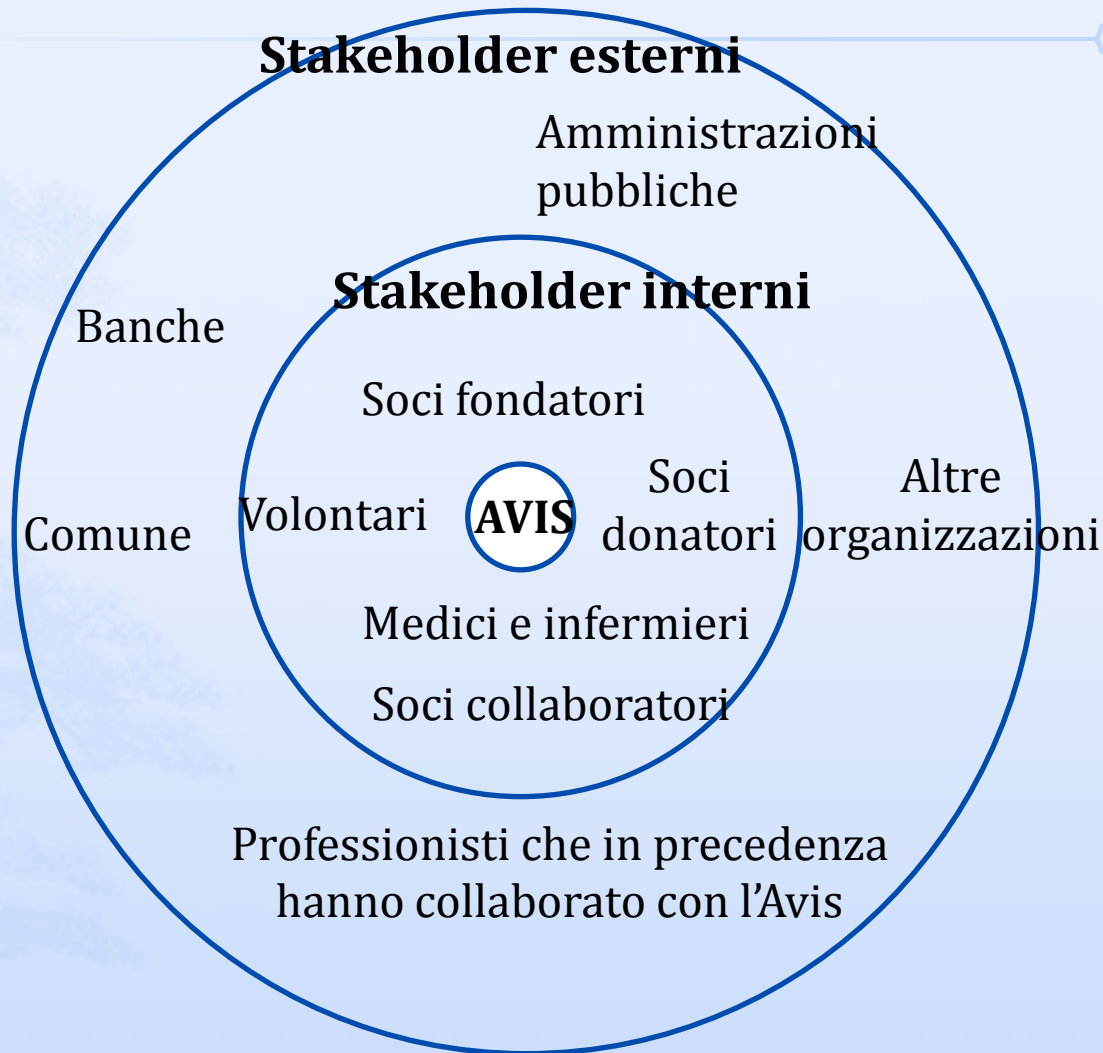 Stakeholder esterni
Amministrazioni
pubbliche
Stakeholder interni
Banche
Soci fondatori
Soci
donatori
Altre
organizzazioni
Volontari
AVIS
Comune
Medici e infermieri
Soci collaboratori
Professionisti che in precedenza
hanno collaborato con l’Avis